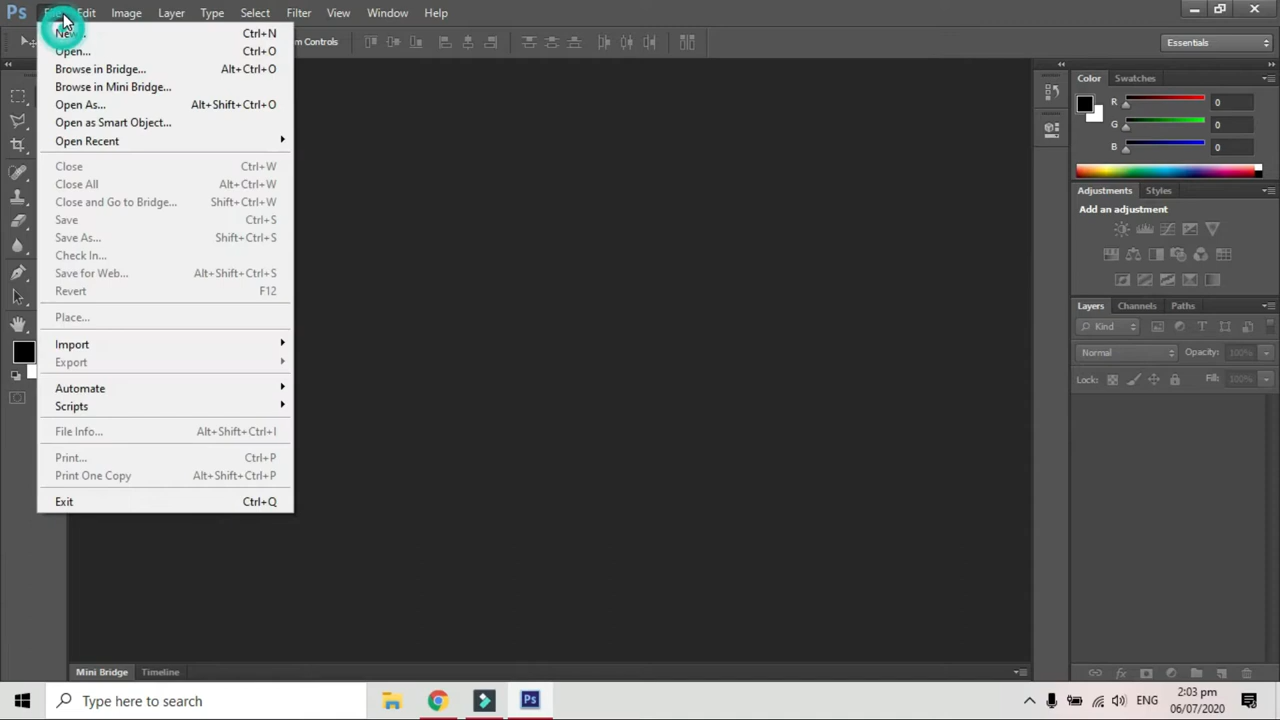 Ps File Edit Image Layer Type Select Filter View Window Help
New... Ctrl+N
Open... Ctrl+O
Browse in Bridge... Alt+Ctrl+O
Browse in Mini Bridge...
Open As... Alt+Shift+Ctrl+O
Open as Smart Object...
Open Recent
Close Ctrl+W
Close All Alt+Ctrl+W
Close and Go to Bridge... Shift+Ctrl+W
Save Ctrl+S
Save As... Shift+Ctrl+S
Check In...
Save for Web... Alt+Shift+Ctrl+S
Revert F12
Place...
Import
Export
Automate
Scripts
File Info... Alt+Shift+Ctrl+I
Print... Ctrl+P
Print One Copy Alt+Shift+Ctrl+P
Exit Ctrl+Q
Controls
Essentials
Color Swatches
R 0
G 0
B 0
Adjustments Styles
Add an adjustment
Layers Channels Paths
Kind
Normal Opacity: 100%
Lock: Fill: 100%
Mini Bridge Timeline
Type here to search
Ps
ENG
2:03 pm
06/07/2020